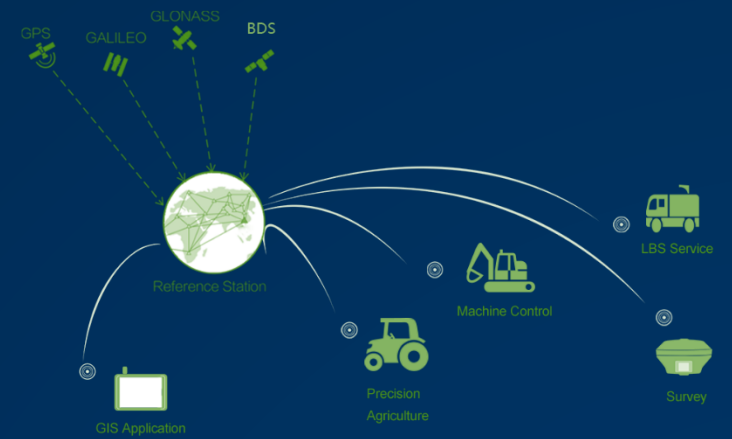 GPS
GALILEO
GLONASS
BDS
Reference Station
LBS Service
Machine Control
Precision
Agriculture
Survey
GIS Application